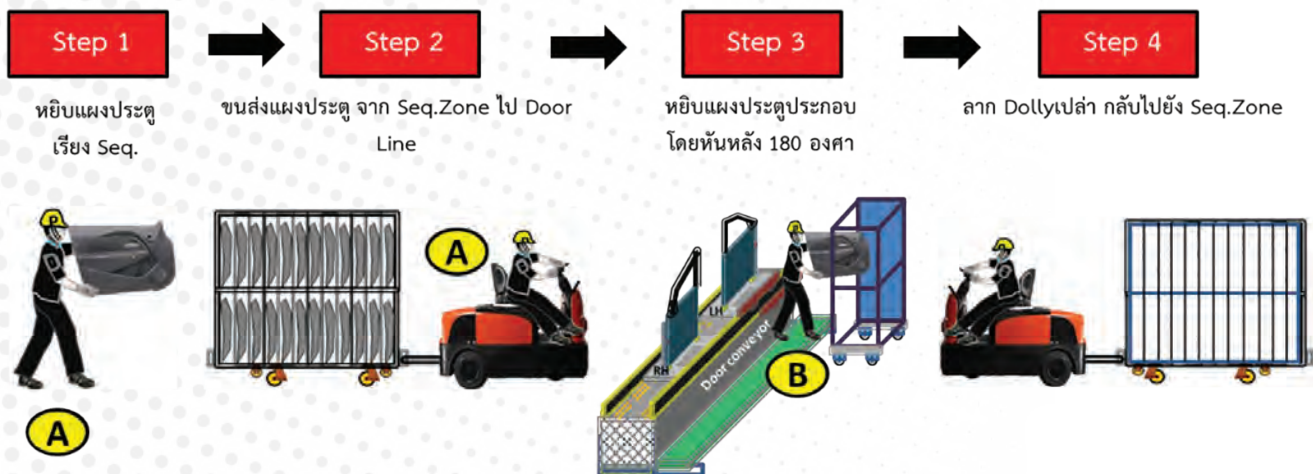 Step 1
Step 2
Step 3
Step 4
หยิบแผงประตู
เรียง Seq.
ขนส่งแผงประตู จาก Seq.Zone ไป Door
Line
หยิบแผงประตูประกอบ
โดยหันหลัง 180 องศา
ลาก Dollyเปล่า กลับไปยัง Seq.Zone
P
A
A
LH
RH
Door conveyor
B